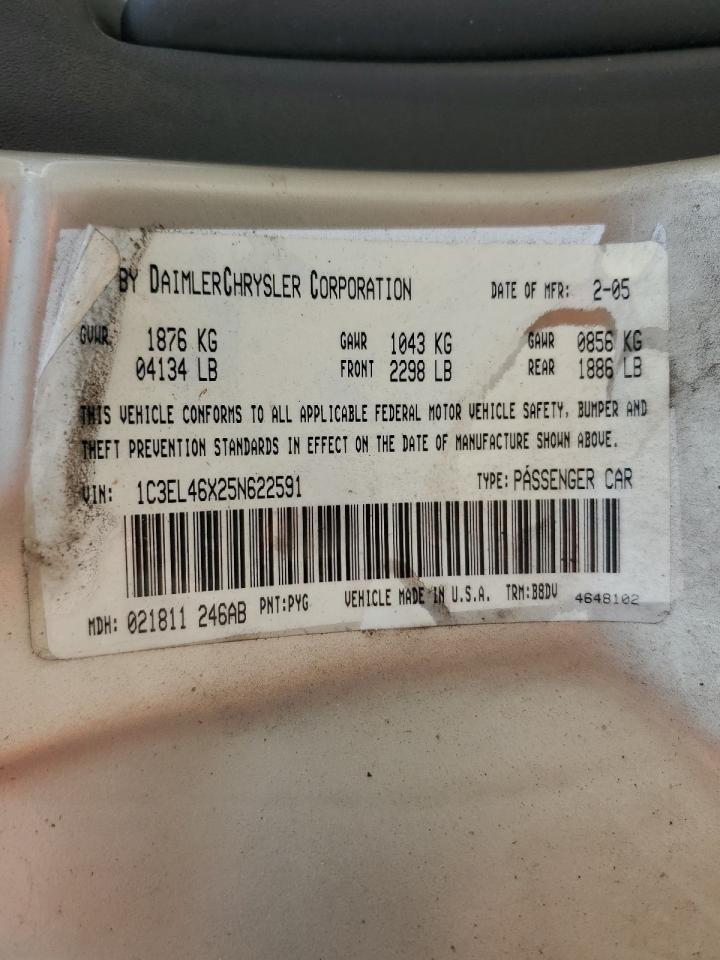 BY DAIMLERCHRYSLER CORPORATION DATE OF MFR: 2-05
GVWR 1876 KG GAWR 1043 KG GAWR 0856 KG
04134 LB FRONT 2298 LB REAR 1886 LB
THIS VEHICLE CONFORMS TO ALL APPLICABLE FEDERAL MOTOR VEHICLE SAFETY, BUMPER AND
THEFT PREVENTION STANDARDS IN EFFECT ON THE DATE OF MANUFACTURE SHOWN ABOVE.
VIN: 1C3EL46X25N622591 TYPE: PASSENGER CAR
MDH: 021811 246AB PNT:PYG VEHICLE MADE IN U.S.A. TRM:B8DV 4648102